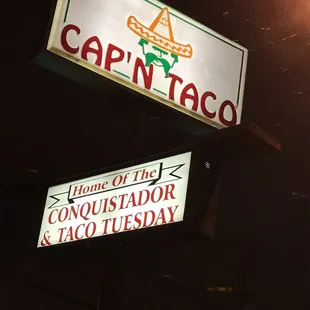 CAP'N TACO
Home Of The
CONQUISTADOR
& TACO TUESDAY